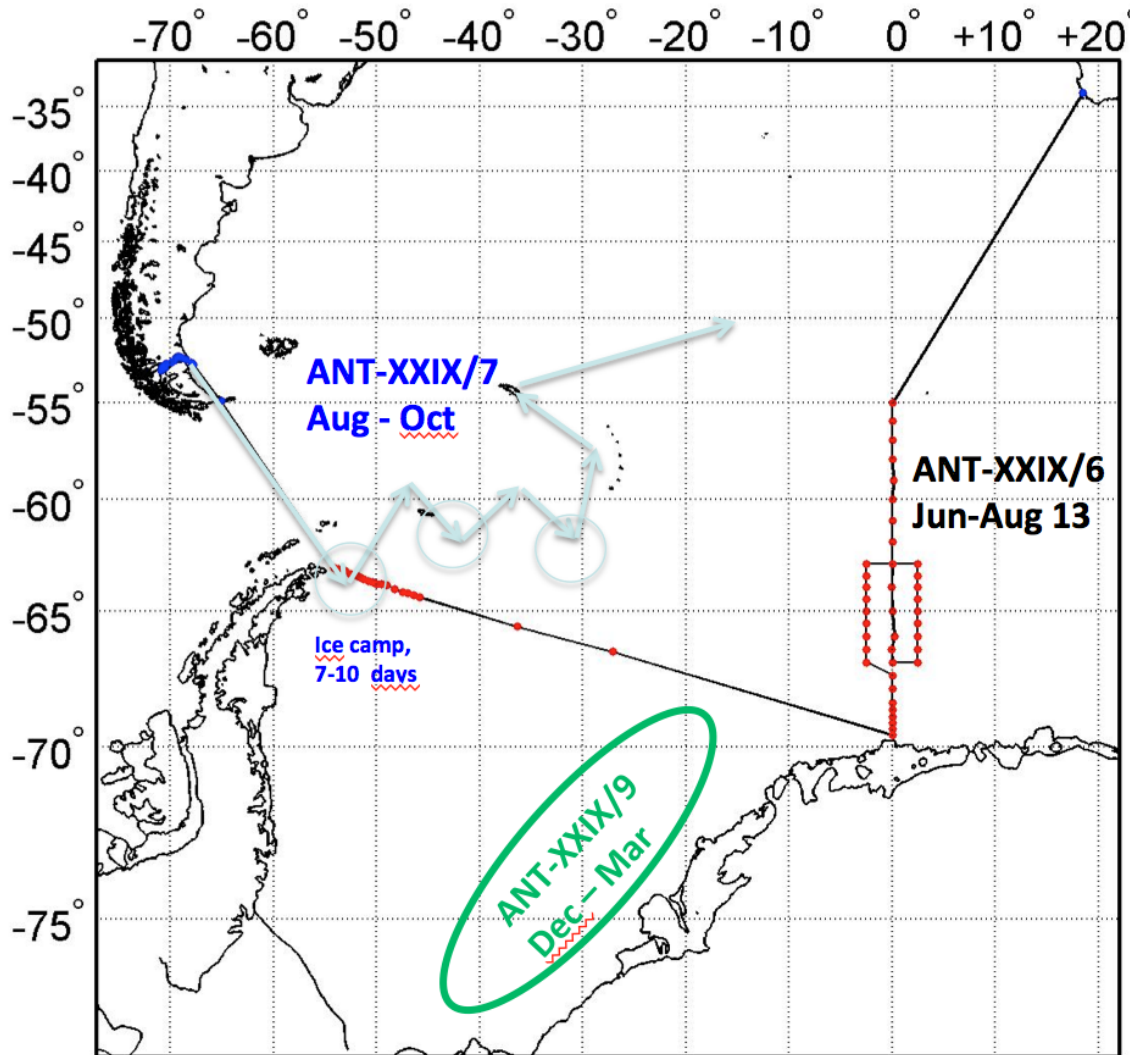 -70° -60° -50° -40° -30° -20° -10° 0° +10° +20°
-35°
-40°
-45°
-50°
-55°
-60°
-65°
-70°
-75°
ANT-XXIX/7
Aug - Oct
ANT-XXIX/6
Jun-Aug 13
Ice camp,
7-10 days
ANT-XXIX/9
Dec – Mar